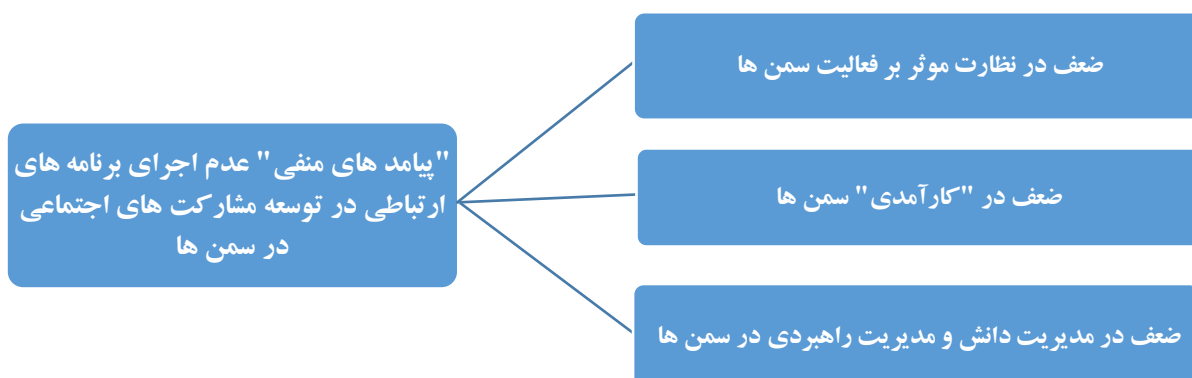 "پیامد های منفی" عدم اجرای برنامه های
ارتباطی در توسعه مشارکت های اجتماعی
در سمن ها
ضعف در نظارت موثر بر فعالیت سمن ها
ضعف در "کارآمدی" سمن ها
ضعف در مدیریت دانش و مدیریت راهبردی در سمن ها